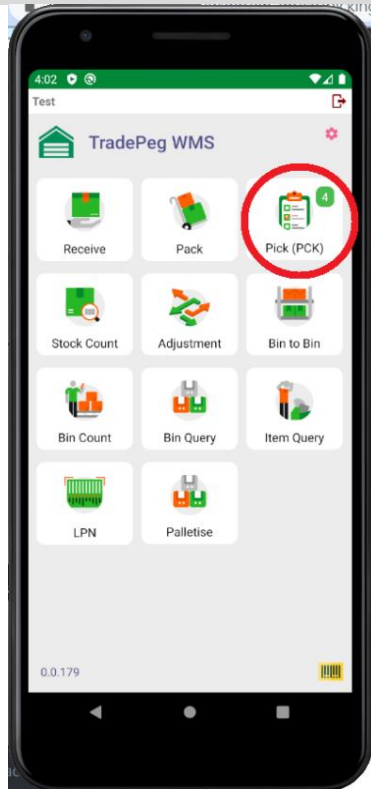 4:02
Test
TradePeg WMS
4
Receive
Pack
Pick (PCK)
Stock Count
Adjustment
Bin to Bin
Bin Count
Bin Query
Item Query
LPN
Palletise
0.0.179